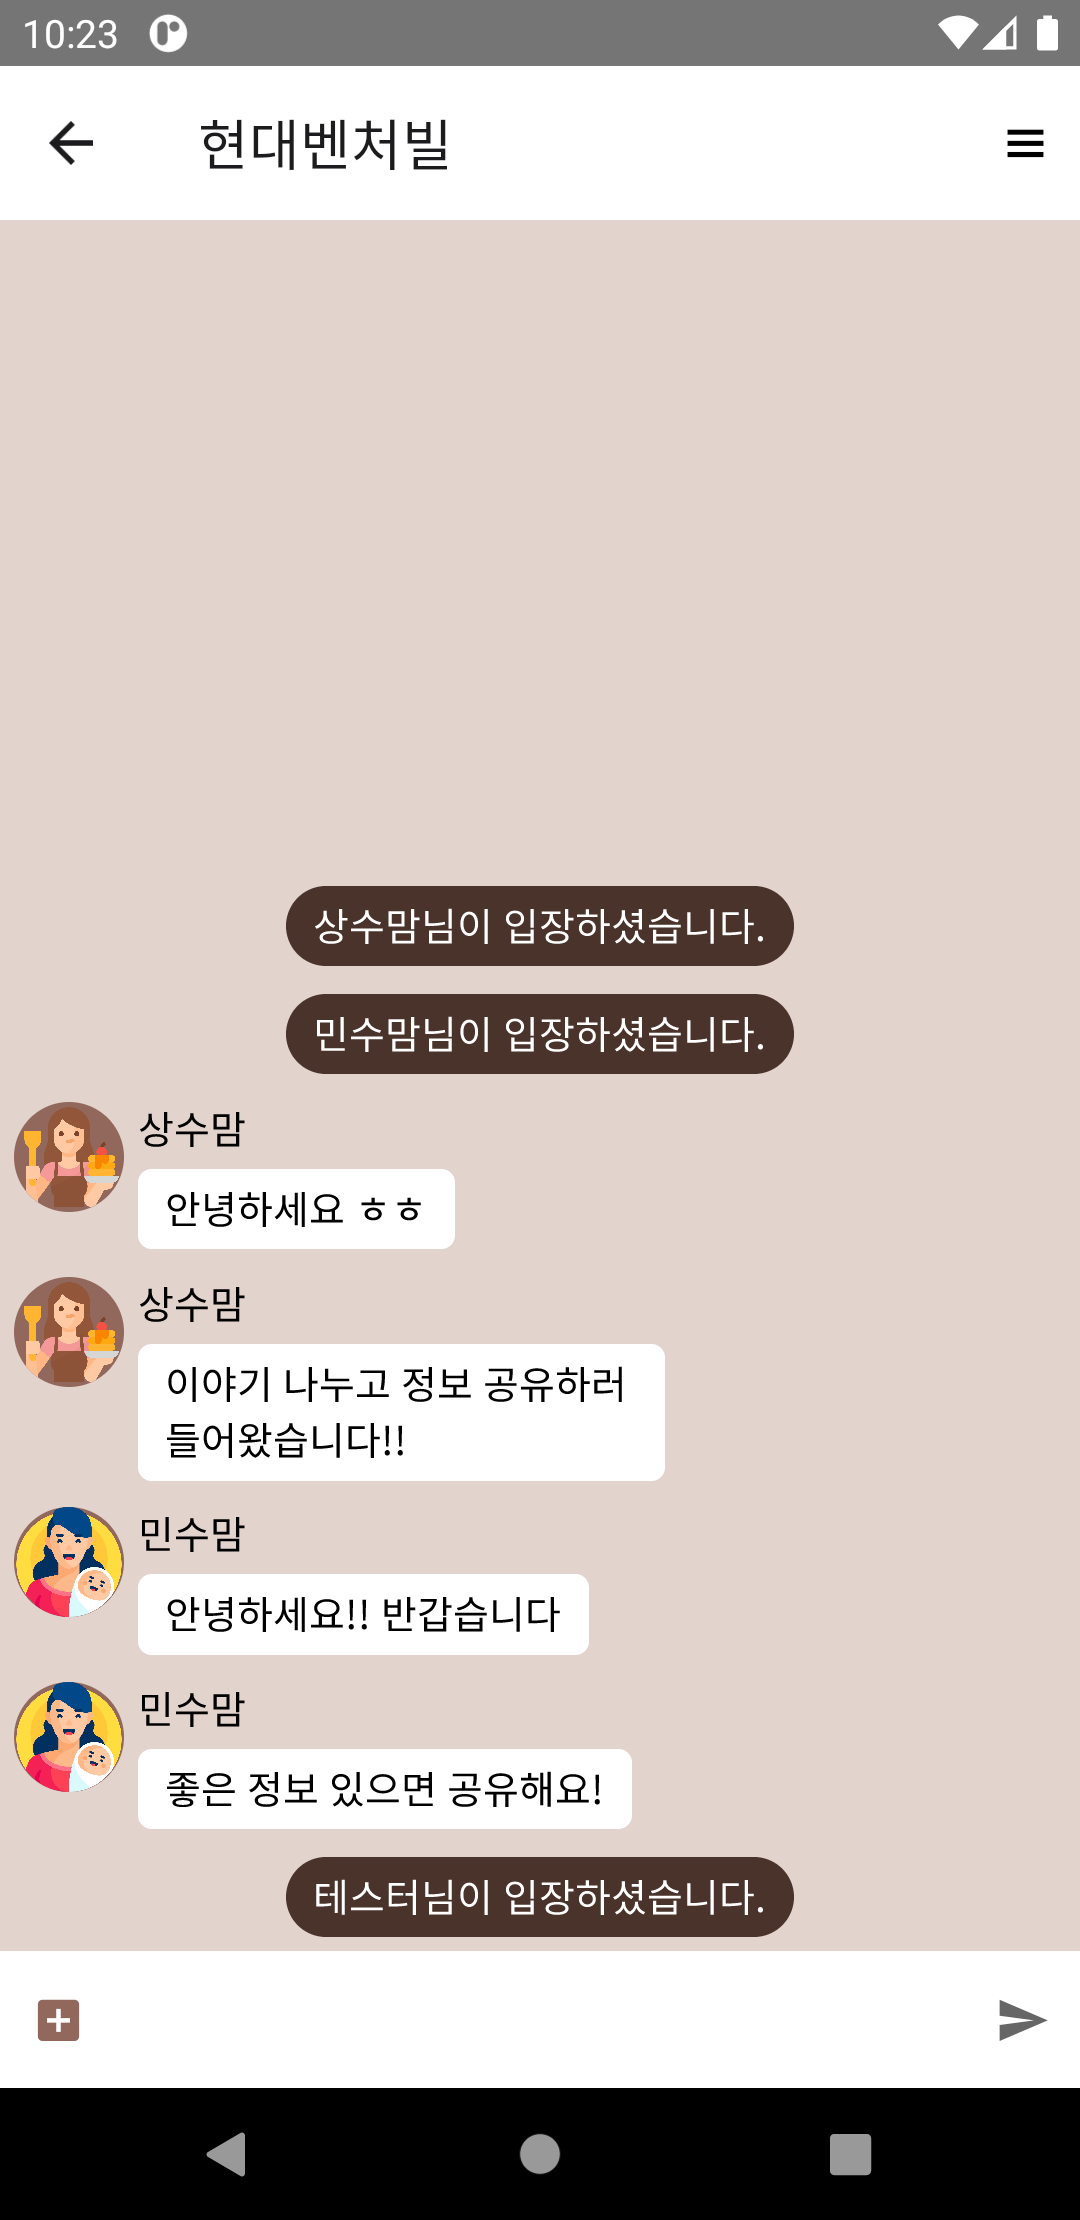 10:23
현대벤처빌
상수맘님이 입장하셨습니다.
민수맘님이 입장하셨습니다.
상수맘
안녕하세요 ㅎㅎ
상수맘
이야기 나누고 정보 공유하러
들어왔습니다!!
민수맘
안녕하세요!! 반갑습니다
민수맘
좋은 정보 있으면 공유해요!
테스터님이 입장하셨습니다.